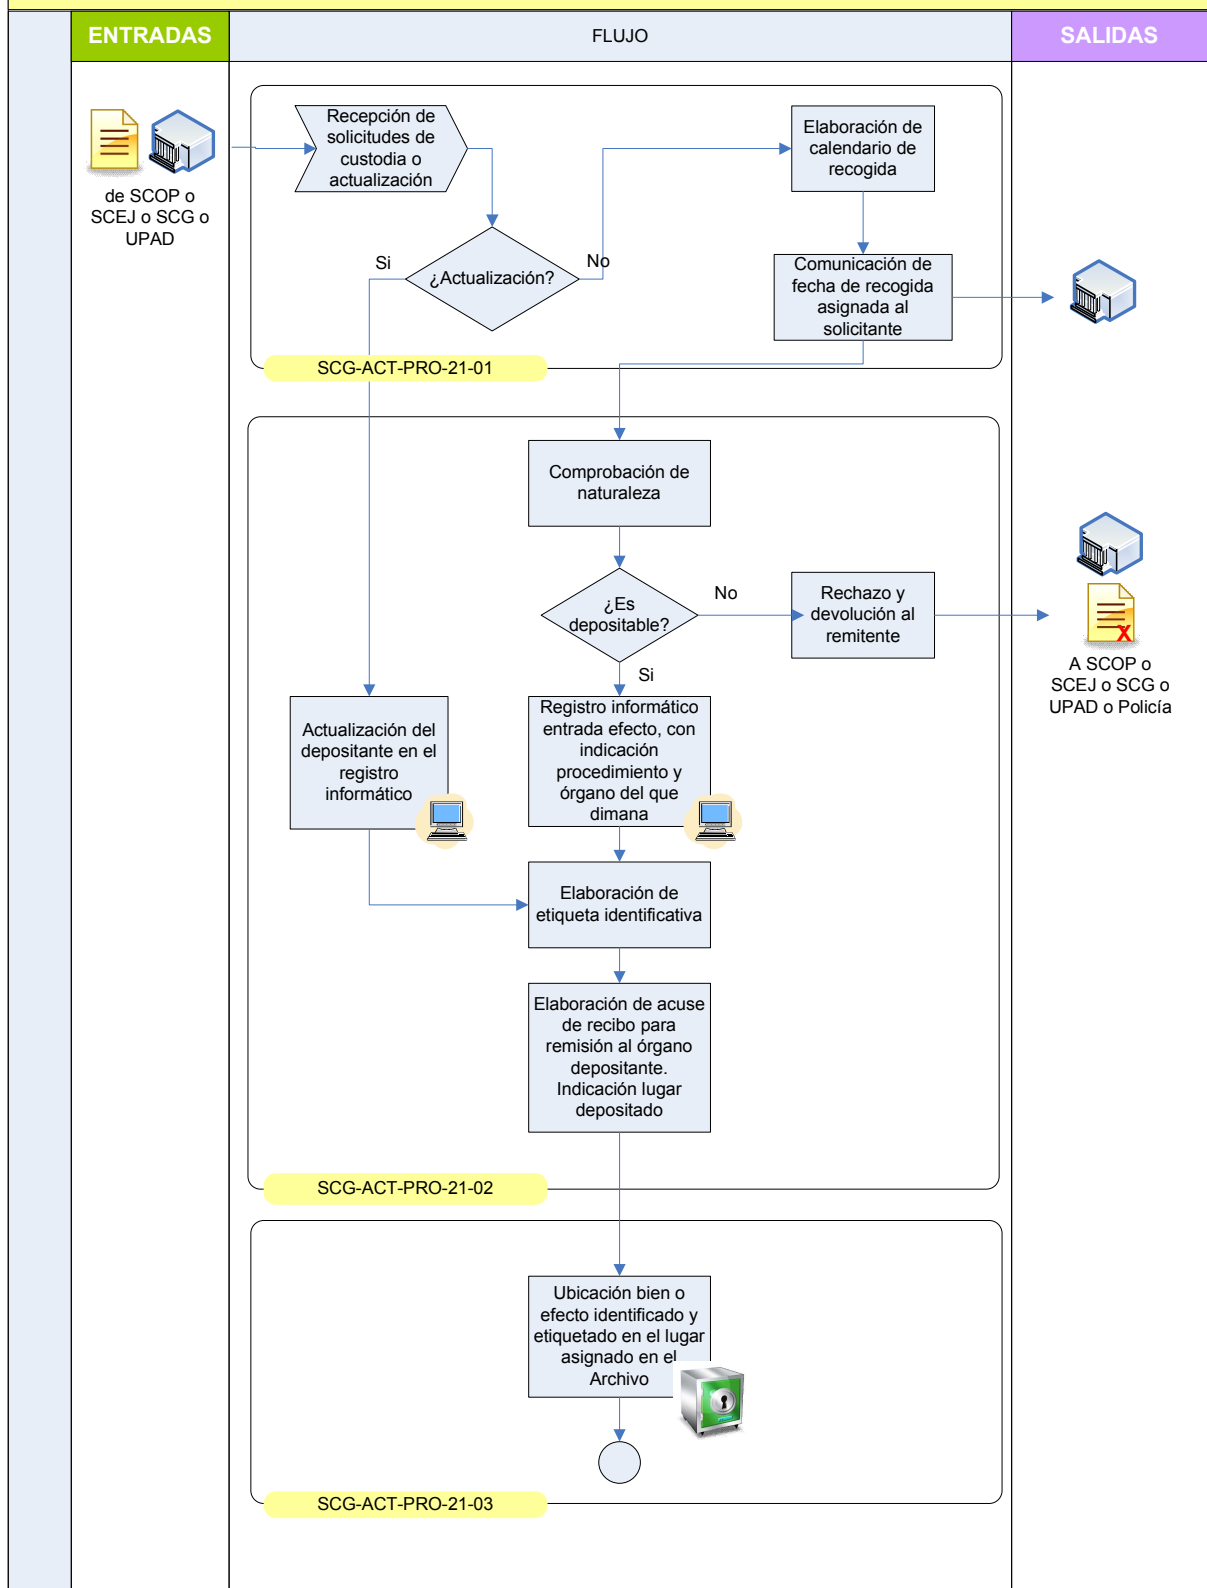 ENTRADAS
FLUJO
SALIDAS
Recepción de
solicitudes de
custodia o
actualización
Elaboración de
calendario de
recogida
de SCOP o
SCEJ o SCG o
UPAD
Si
¿Actualización?
No
Comunicación de
fecha de recogida
asignada al
solicitante
SCG-ACT-PRO-21-01
Comprobación de
naturaleza
¿Es
depositable?
No
Rechazo y
devolución al
remitente
X
A SCOP o
SCEJ o SCG o
UPAD o Policía
Si
Actualización del
depositante en el
registro
informático
Registro informático
entrada efecto, con
indicación
procedimiento y
órgano del que
dimana
Elaboración de
etiqueta identificativa
Elaboración de acuse
de recibo para
remisión al órgano
depositante.
Indicación lugar
depositado
SCG-ACT-PRO-21-02
Ubicación bien o
efecto identificado y
etiquetado en el lugar
asignado en el
Archivo
SCG-ACT-PRO-21-03